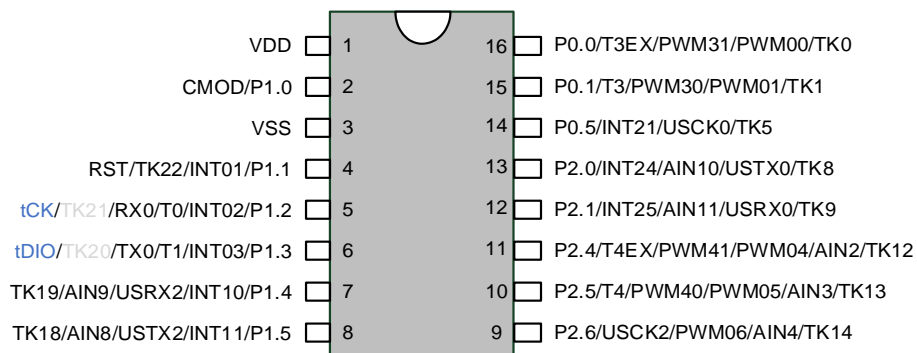 VDD 1 16 P0.0/T3EX/PWM31/PWM00/TK0
CMOD/P1.0 2 15 P0.1/T3/PWM30/PWM01/TK1
VSS 3 14 P0.5/INT21/USCK0/TK5
RST/TK22/INT01/P1.1 4 13 P2.0/INT24/AIN10/USTX0/TK8
tCK/TK21/RX0/T0/INT02/P1.2 5 12 P2.1/INT25/AIN11/USRX0/TK9
tDIO/TK20/TX0/T1/INT03/P1.3 6 11 P2.4/T4EX/PWM41/PWM04/AIN2/TK12
TK19/AIN9/USRX2/INT10/P1.4 7 10 P2.5/T4/PWM40/PWM05/AIN3/TK13
TK18/AIN8/USTX2/INT11/P1.5 8 9 P2.6/USCK2/PWM06/AIN4/TK14